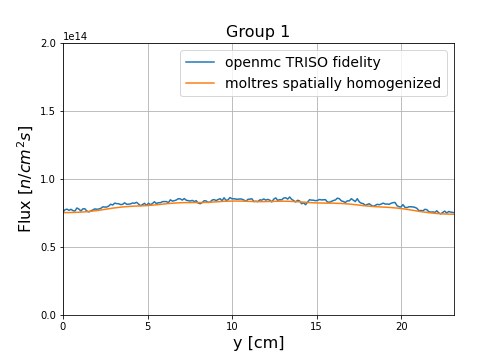 Group 1
1e14
openmc TRISO fidelity
moltres spatially homogenized
2.0
1.5
1.0
0.5
0.0
Flux [n/cm²s]
0 5 10 15 20
y [cm]